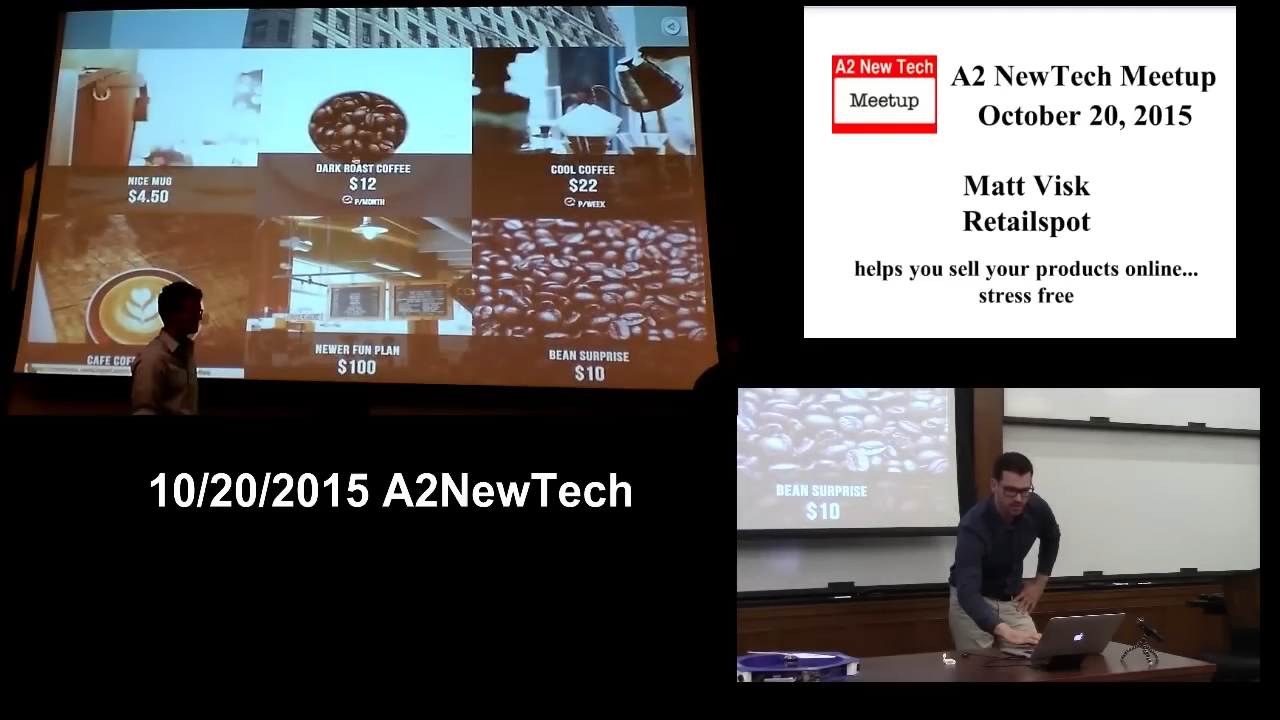 NICE MUG
$4.50
DARK ROAST COFFEE
$12
P/MONTH
COOL COFFEE
$22
P/WEEK
CAFE
NEWER FUN PLAN
$100
BEAN SURPRISE
$10
A2 New Tech
Meetup
A2 NewTech Meetup
October 20, 2015
Matt Visk
Retailspot
helps you sell your products online...
stress free
10/20/2015 A2NewTech
BEAN SURPRISE
$10